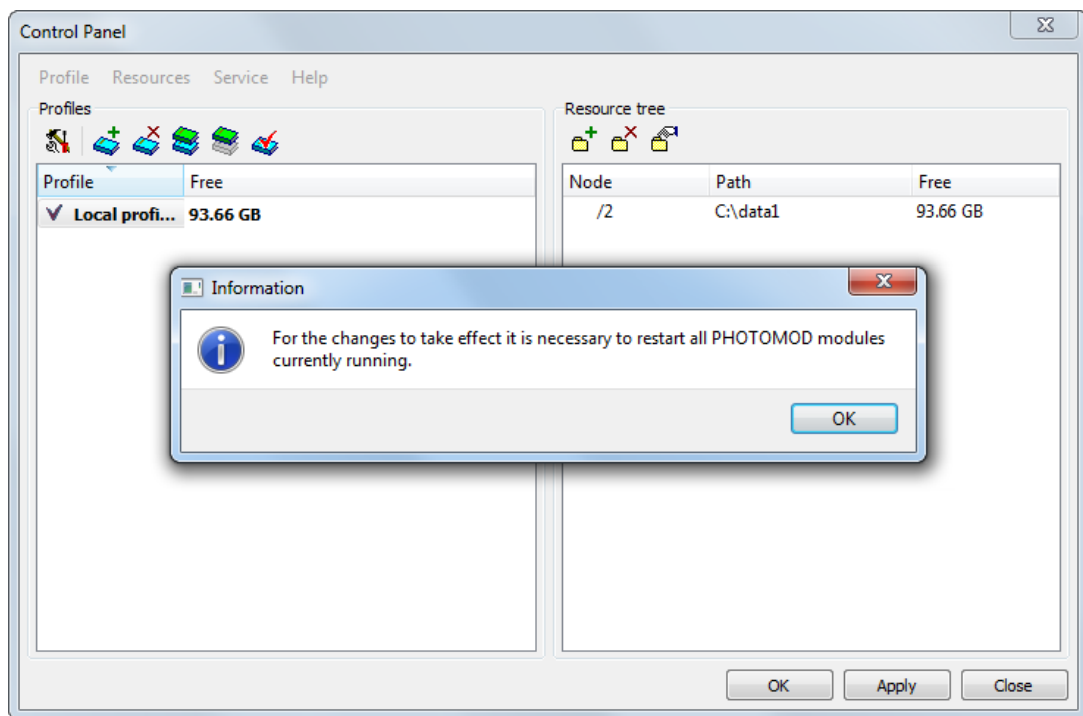 Control Panel
Profile Resources Service Help
Profiles
Resource tree
Profile Free
Local profi... 93.66 GB
Node Path Free
/2 C:\data1 93.66 GB
Information
For the changes to take effect it is necessary to restart all PHOTOMOD modules
currently running.
OK
OK Apply Close